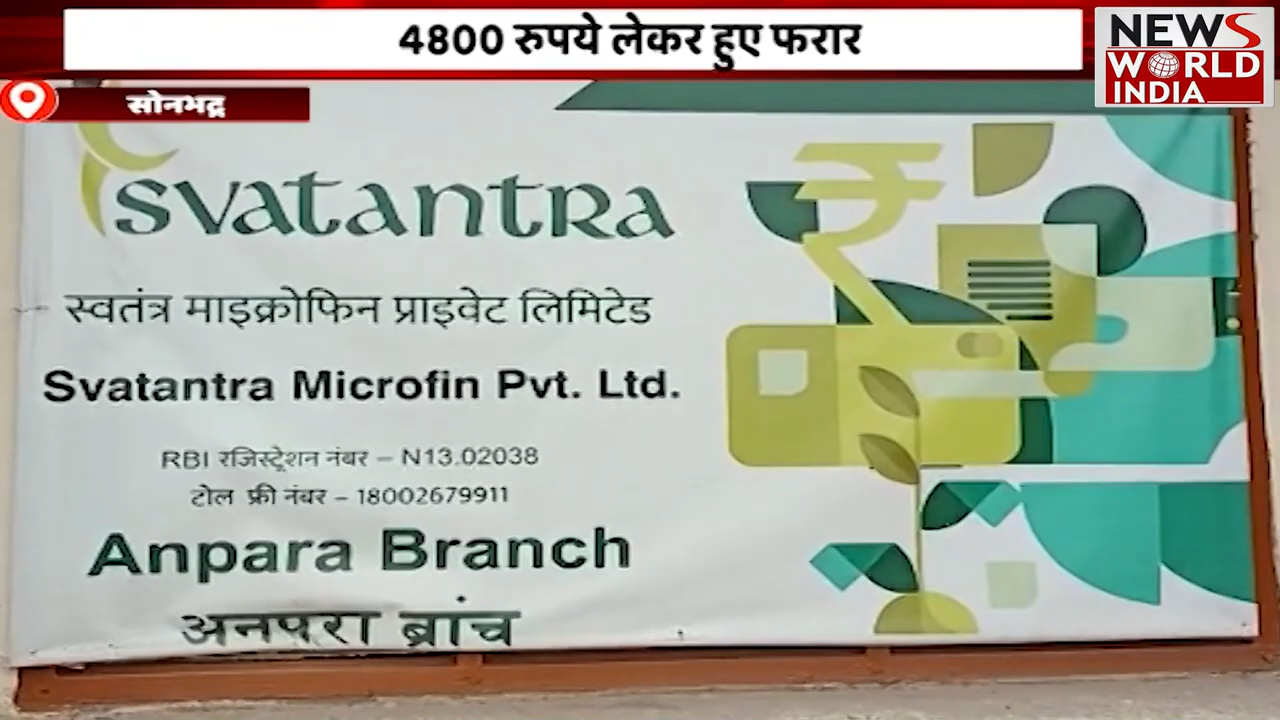 4800 रुपये लेकर हुए फरार
NEWS
WORLD
INDIA
सोनभद्र
SVATANTRA
स्वतंत्र माइक्रोफिन प्राइवेट लिमिटेड
Svatantra Microfin Pvt. Ltd.
RBI रजिस्ट्रेशन नंबर – N13.02038
टोल फ्री नंबर – 18002679911
Anpara Branch
अनपरा ब्रांच